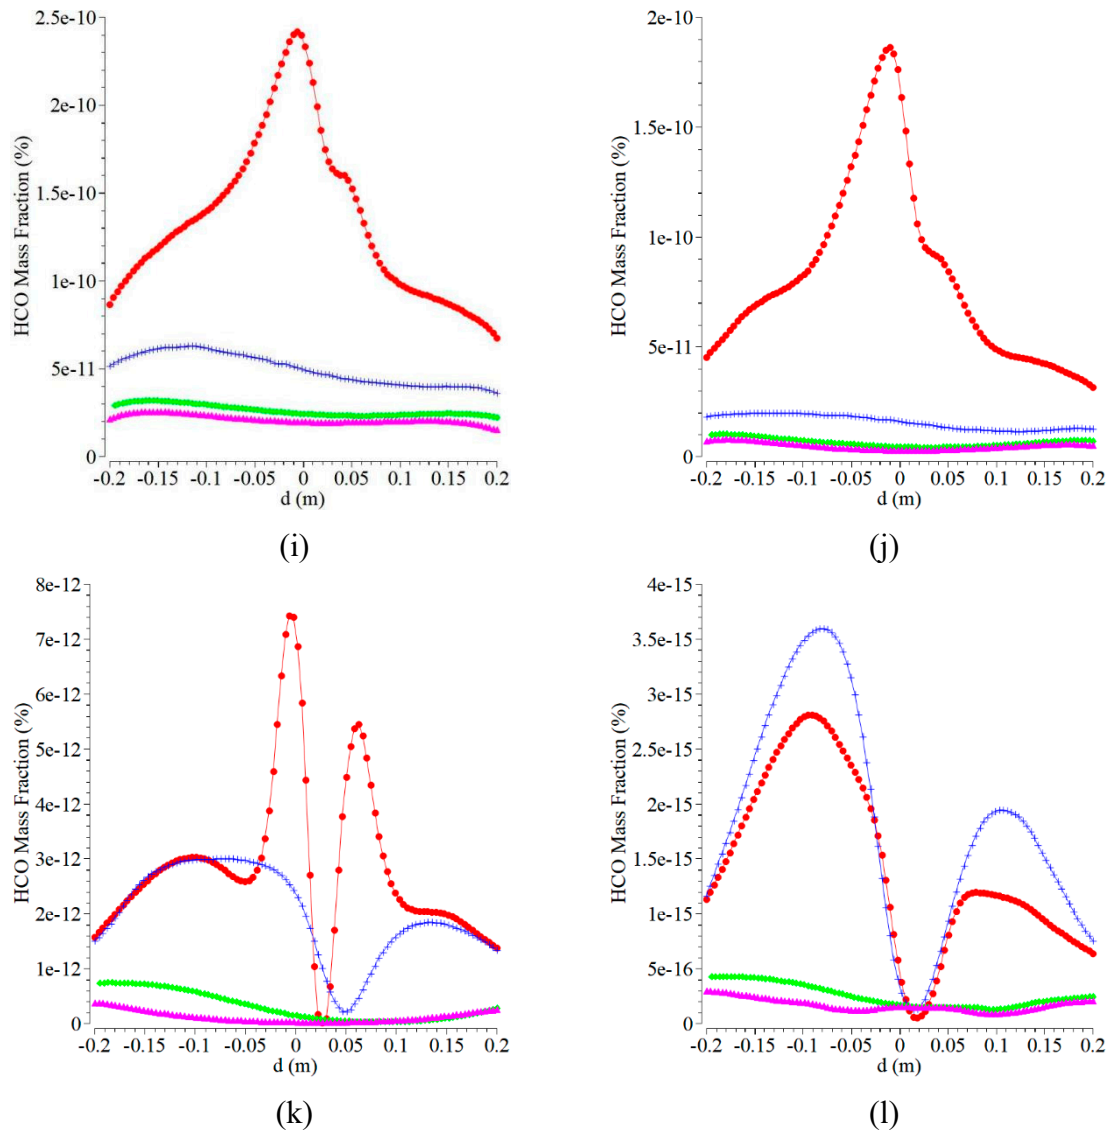 2.5e-10
2e-10
1.5e-10
1e-10
5e-11
0
HCO Mass Fraction (%)
-0.2 -0.15 -0.1 -0.05 0 0.05 0.1 0.15 0.2
d (m)
(i)
2e-10
1.5e-10
1e-10
5e-11
0
HCO Mass Fraction (%)
-0.2 -0.15 -0.1 -0.05 0 0.05 0.1 0.15 0.2
d (m)
(j)
8e-12
7e-12
6e-12
5e-12
4e-12
3e-12
2e-12
1e-12
0
HCO Mass Fraction (%)
-0.2 -0.15 -0.1 -0.05 0 0.05 0.1 0.15 0.2
d (m)
(k)
4e-15
3.5e-15
3e-15
2.5e-15
2e-15
1.5e-15
1e-15
5e-16
0
HCO Mass Fraction (%)
-0.2 -0.15 -0.1 -0.05 0 0.05 0.1 0.15 0.2
d (m)
(l)